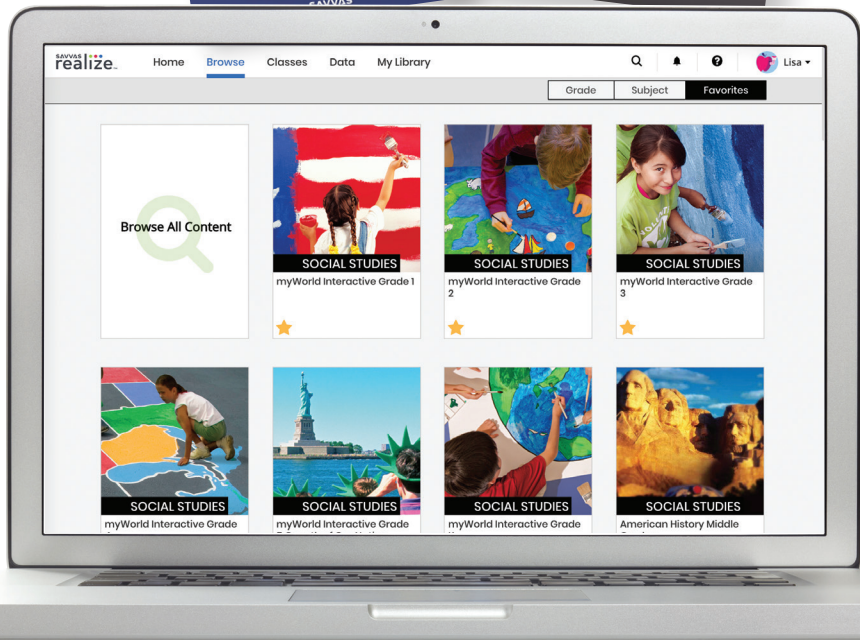 SAVVAS
SAVVAS
realize™
Home
Browse
Classes
Data
My Library
Lisa
Grade
Subject
Favorites
Browse All Content
SOCIAL STUDIES
myWorld Interactive Grade 1
SOCIAL STUDIES
myWorld Interactive Grade
2
SOCIAL STUDIES
myWorld Interactive Grade
3
SOCIAL STUDIES
myWorld Interactive Grade
SOCIAL STUDIES
myWorld Interactive Grade
SOCIAL STUDIES
myWorld Interactive Grade
SOCIAL STUDIES
American History Middle